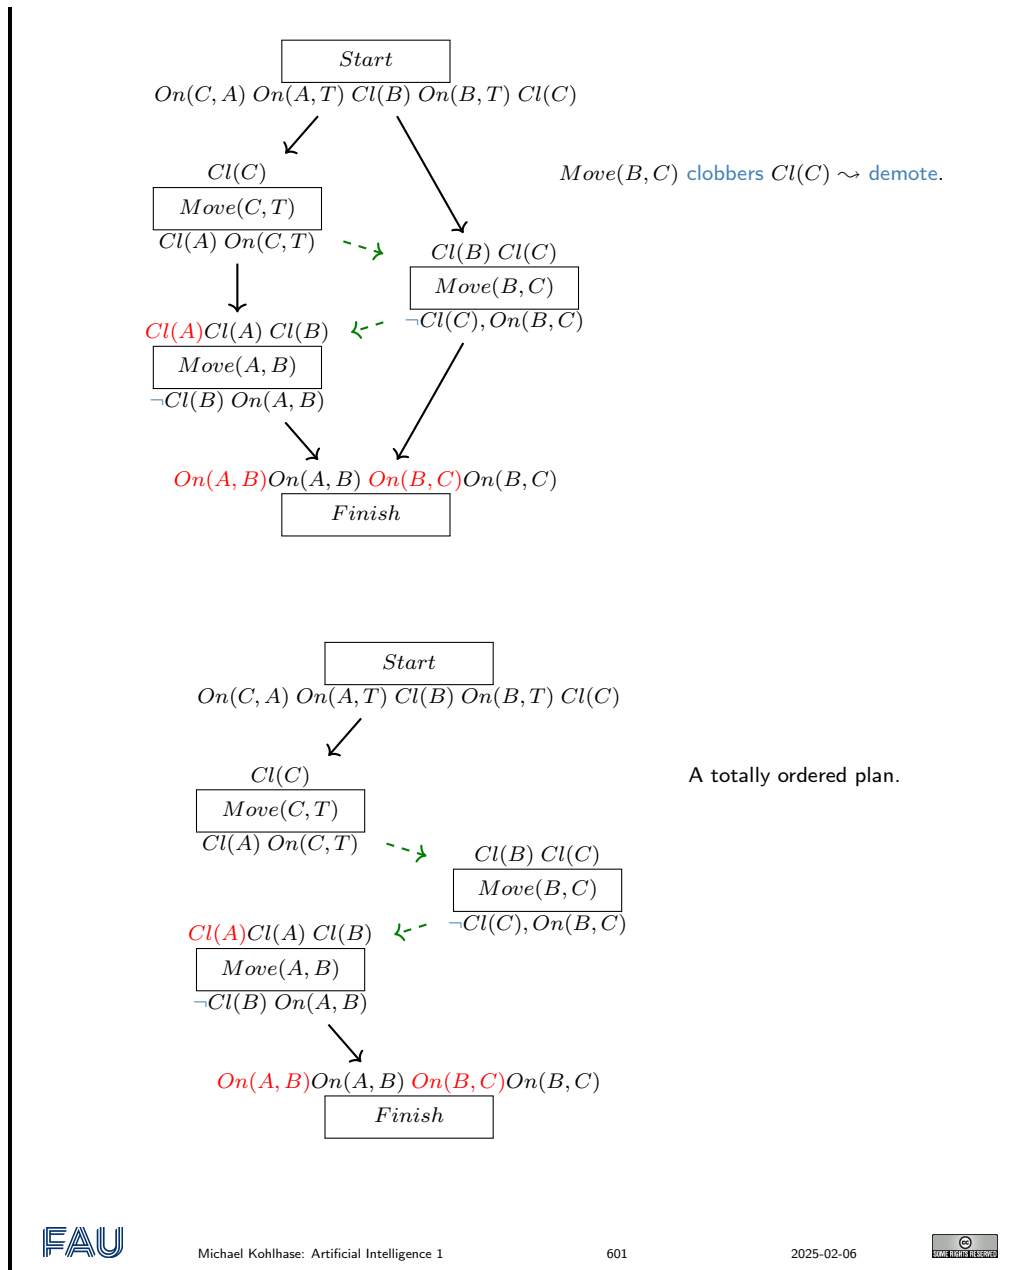 Start
On(C, A) On(A, T) Cl(B) On(B, T) Cl(C)
Cl(C)
Move(B, C) clobbers Cl(C) ⇝ demote.
Move(C, T)
Cl(A) On(C, T)
Cl(B) Cl(C)
Move(B, C)
¬Cl(C), On(B, C)
Cl(A)Cl(A) Cl(B)
Move(A, B)
¬Cl(B) On(A, B)
On(A, B)On(A, B) On(B, C)On(B, C)
Finish
Start
On(C, A) On(A, T) Cl(B) On(B, T) Cl(C)
Cl(C)
A totally ordered plan.
Move(C, T)
Cl(A) On(C, T)
Cl(B) Cl(C)
Move(B, C)
¬Cl(C), On(B, C)
Cl(A)Cl(A) Cl(B)
Move(A, B)
¬Cl(B) On(A, B)
On(A, B)On(A, B) On(B, C)On(B, C)
Finish
FAU
Michael Kohlhase: Artificial Intelligence 1
601
2025-02-06
cc
SOME RIGHTS RESERVED